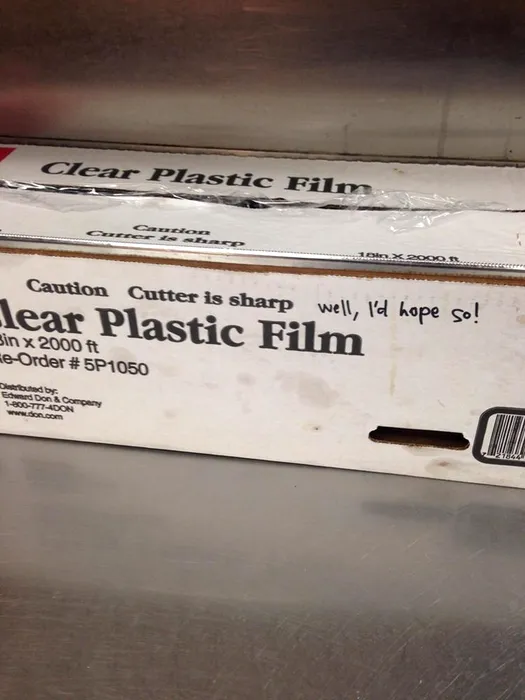 Clear Plastic Film
Caution
Cutter is sharp
18in X 2000 ft
Caution Cutter is sharp well, I'd hope so!
lear Plastic Film
in x 2000 ft
e-Order # 5P1050
Distributed by:
Edward Don & Company
1-800-777-4DON
www.don.com